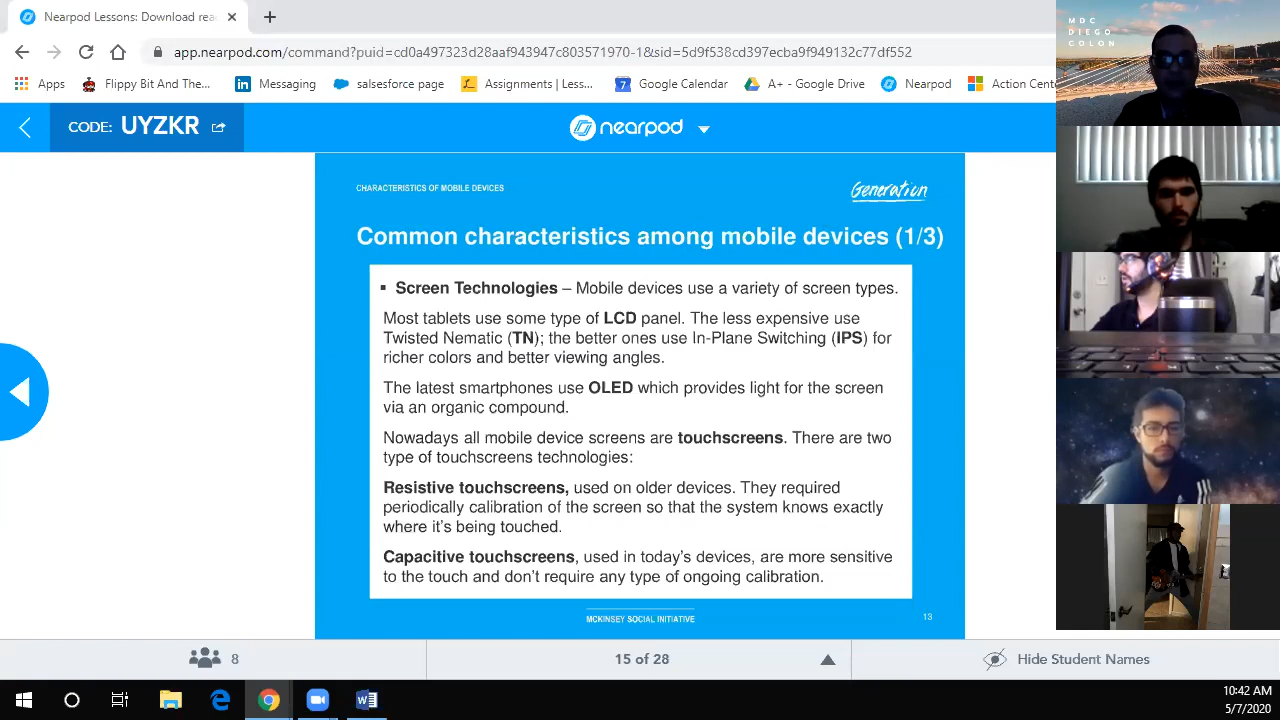 Nearpod Lessons: Download rea
app.nearpod.com/command?puid=cd0a497323d28aaf943947c803571970-1&sid=5d9f5f8cd397ecba9f949132c77df552
Apps Flippy Bit And The... Messaging Salesforce page Assignments | Less... 7 Google Calendar A+ - Google Drive Nearpod Action Cente
CODE: UYZKR
nearpod
CHARACTERISTICS OF MOBILE DEVICES
Generation
Common characteristics among mobile devices (1/3)
▪ Screen Technologies – Mobile devices use a variety of screen types.
Most tablets use some type of LCD panel. The less expensive use
Twisted Nematic (TN); the better ones use In-Plane Switching (IPS) for
richer colors and better viewing angles.
The latest smartphones use OLED which provides light for the screen
via an organic compound.
Nowadays all mobile device screens are touchscreens. There are two
type of touchscreens technologies:
Resistive touchscreens, used on older devices. They required
periodically calibration of the screen so that the system knows exactly
where it's being touched.
Capacitive touchscreens, used in today's devices, are more sensitive
to the touch and don't require any type of ongoing calibration.
MCKINSEY SOCIAL INITIATIVE
13
8
15 of 28
Hide Student Names
MDC
DIEGO
COLON
10:42 AM
5/7/2020